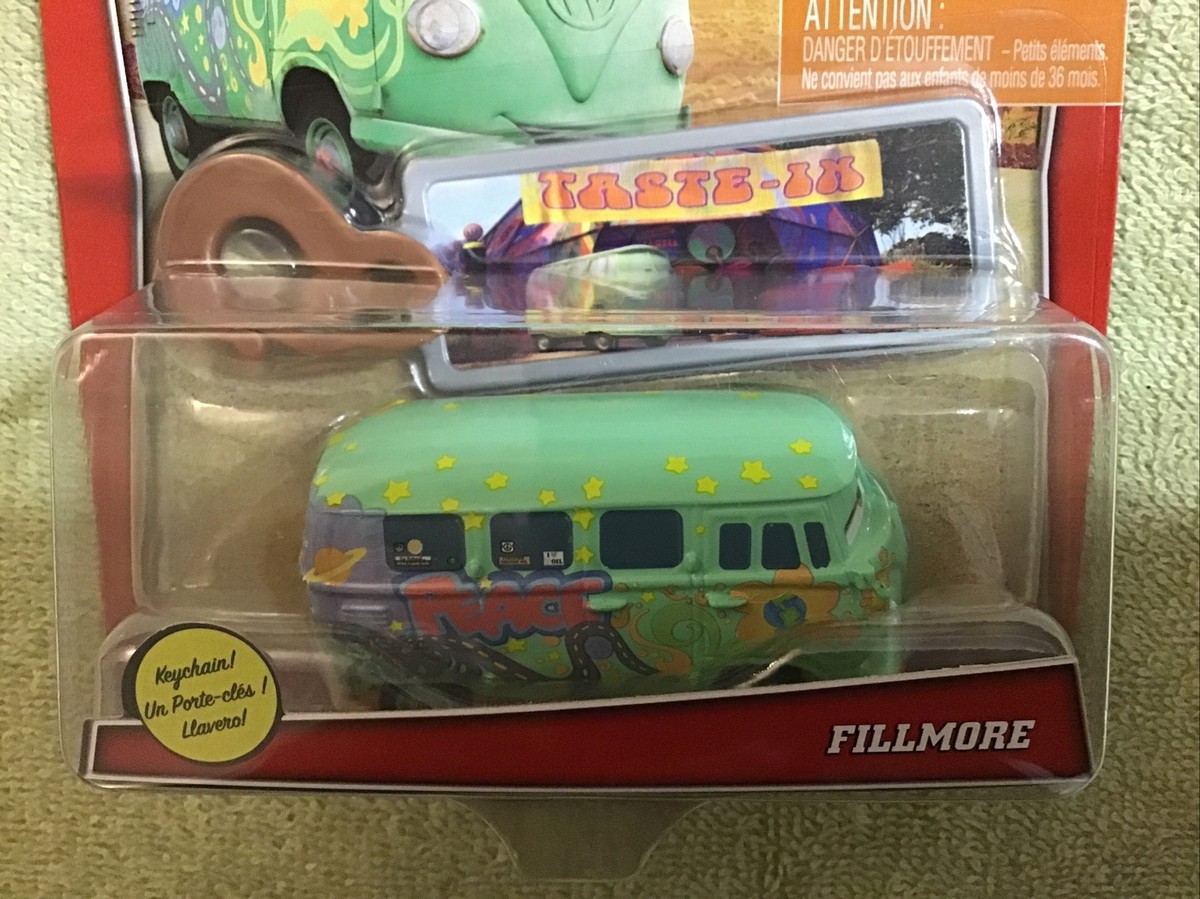 ATTENTION :
DANGER D'ÉTOUFFEMENT – Petits éléments.
Ne convient pas aux enfants de moins de 36 mois.
TASTE-IN
PEACE
Keychain!
Un Porte-clés !
Llavero!
FILLMORE